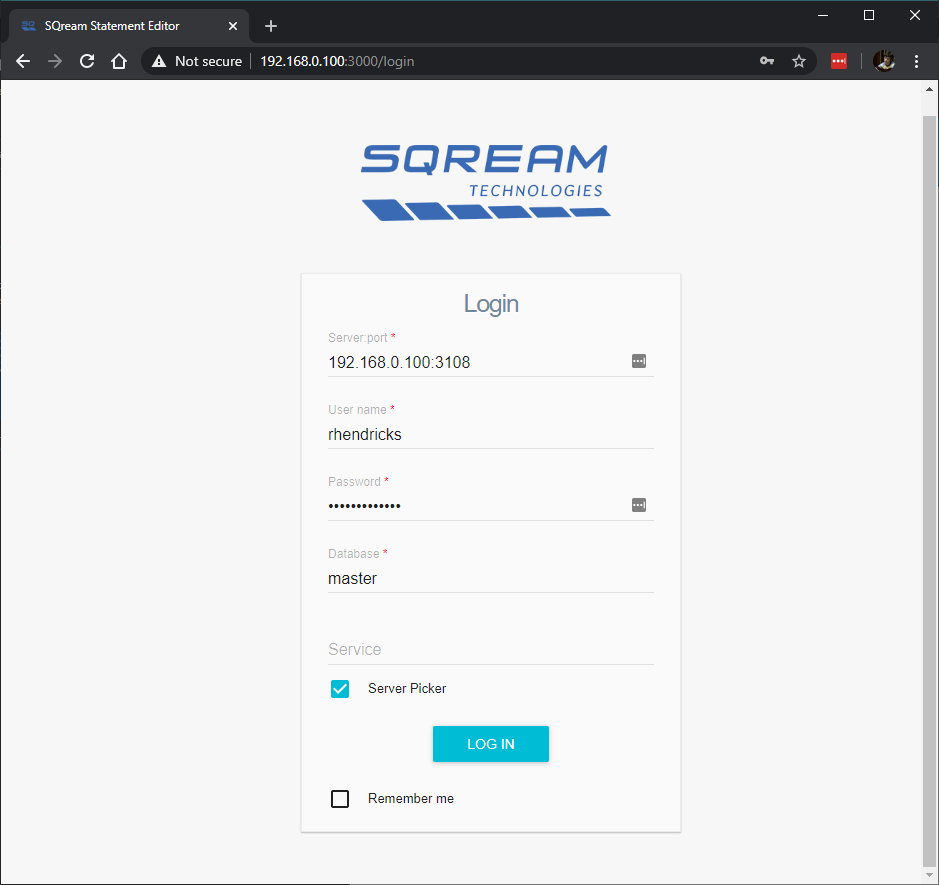 SQream Statement Editor
Not secure 192.168.0.100:3000/login
SQREAM
TECHNOLOGIES
Login
Server:port *
192.168.0.100:3108
User name *
rhendricks
Password *
•••••••••••••
Database *
master
Service
Server Picker
LOG IN
Remember me